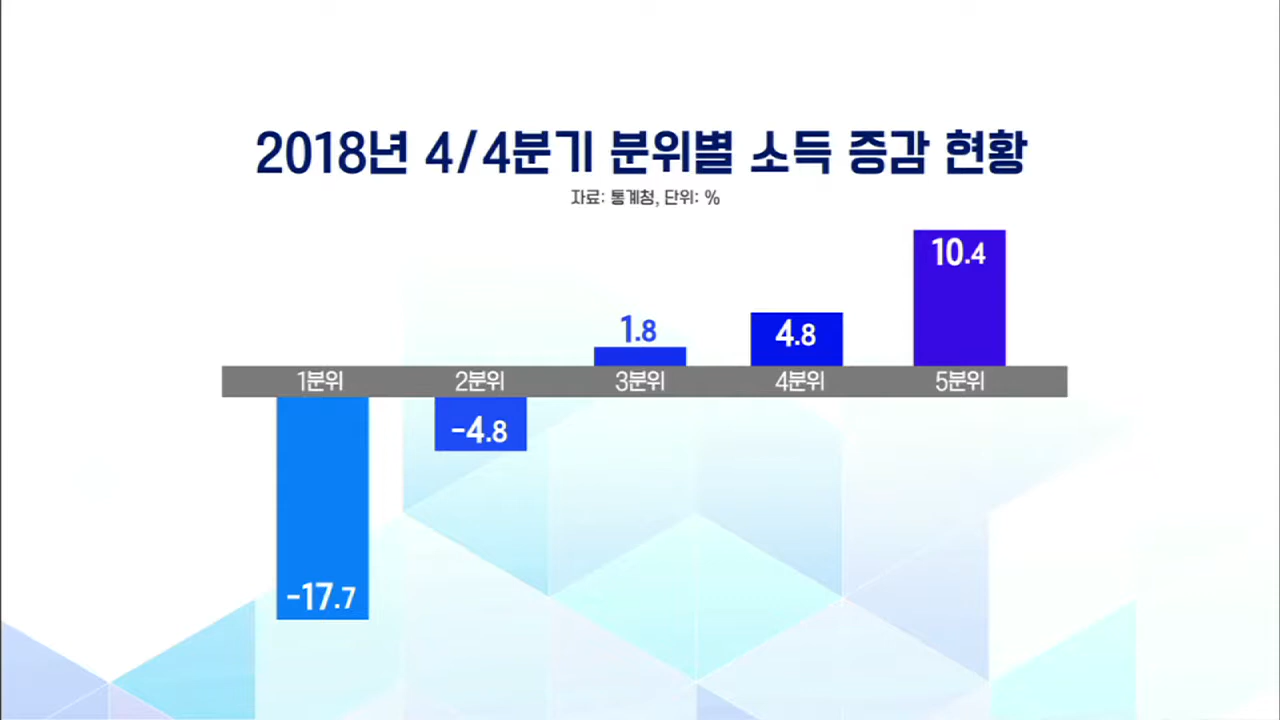 2018년 4/4분기 분위별 소득 증감 현황
자료: 통계청, 단위: %
10.4
1.8
4.8
1분위 2분위 3분위 4분위 5분위
-4.8
-17.7